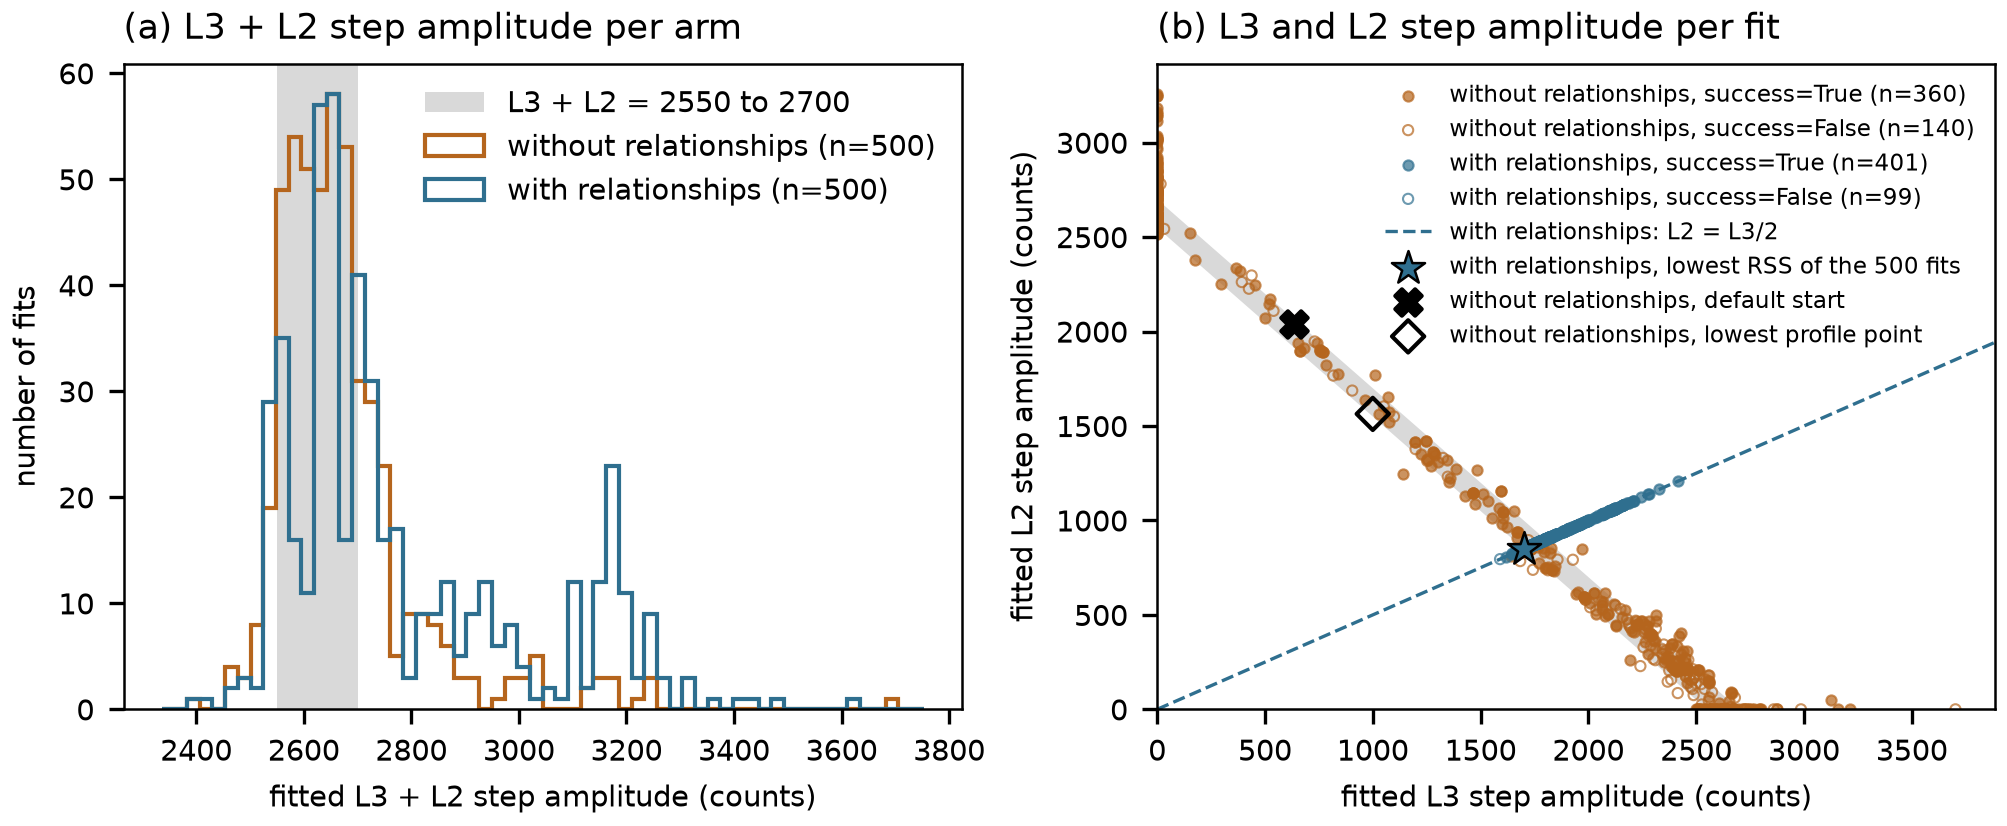 (a) L3 + L2 step amplitude per arm
number of fits
60
50
40
30
20
10
0
L3 + L2 = 2550 to 2700
without relationships (n=500)
with relationships (n=500)
2400 2600 2800 3000 3200 3400 3600 3800
fitted L3 + L2 step amplitude (counts)
(b) L3 and L2 step amplitude per fit
fitted L2 step amplitude (counts)
3000
2500
2000
1500
1000
500
0
without relationships, success=True (n=360)
without relationships, success=False (n=140)
with relationships, success=True (n=401)
with relationships, success=False (n=99)
with relationships: L2 = L3/2
with relationships, lowest RSS of the 500 fits
without relationships, default start
without relationships, lowest profile point
0 500 1000 1500 2000 2500 3000 3500
fitted L3 step amplitude (counts)